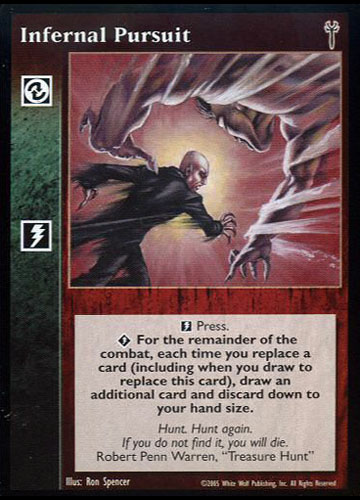 Infernal Pursuit
Press.
For the remainder of the
combat, each time you replace a
card (including when you draw to
replace this card), draw an
additional card and discard down to
your hand size.
Hunt. Hunt again.
If you do not find it, you will die.
Robert Penn Warren, “Treasure Hunt”
Illus: Ron Spencer
©2005 White Wolf Publishing, Inc. All Rights Reserved.